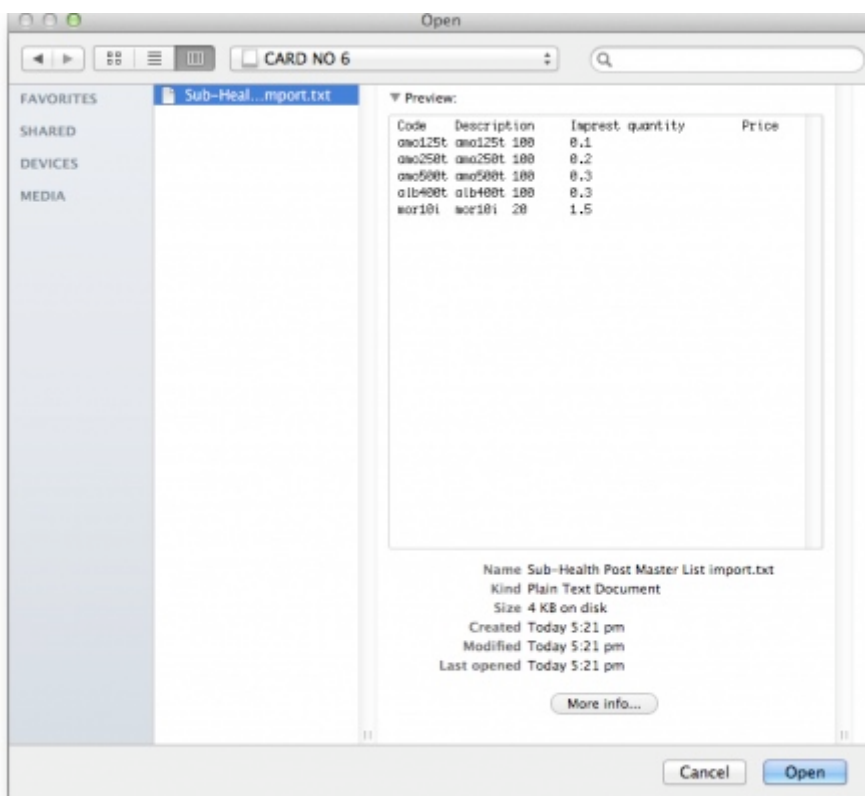 Open
CARD NO 6
FAVORITES
SHARED
DEVICES
MEDIA
Sub-Heal...mport.txt
Preview:
Code Description Imprest quantity Price
amo125t amo125t 100 0.1
amo250t amo250t 100 0.2
amo500t amo500t 100 0.3
alb400t alb400t 100 0.3
mor10i mor10i 20 1.5
Name Sub-Health Post Master List import.txt
Kind Plain Text Document
Size 4 KB on disk
Created Today 5:21 pm
Modified Today 5:21 pm
Last opened Today 5:21 pm
More info...
Cancel Open